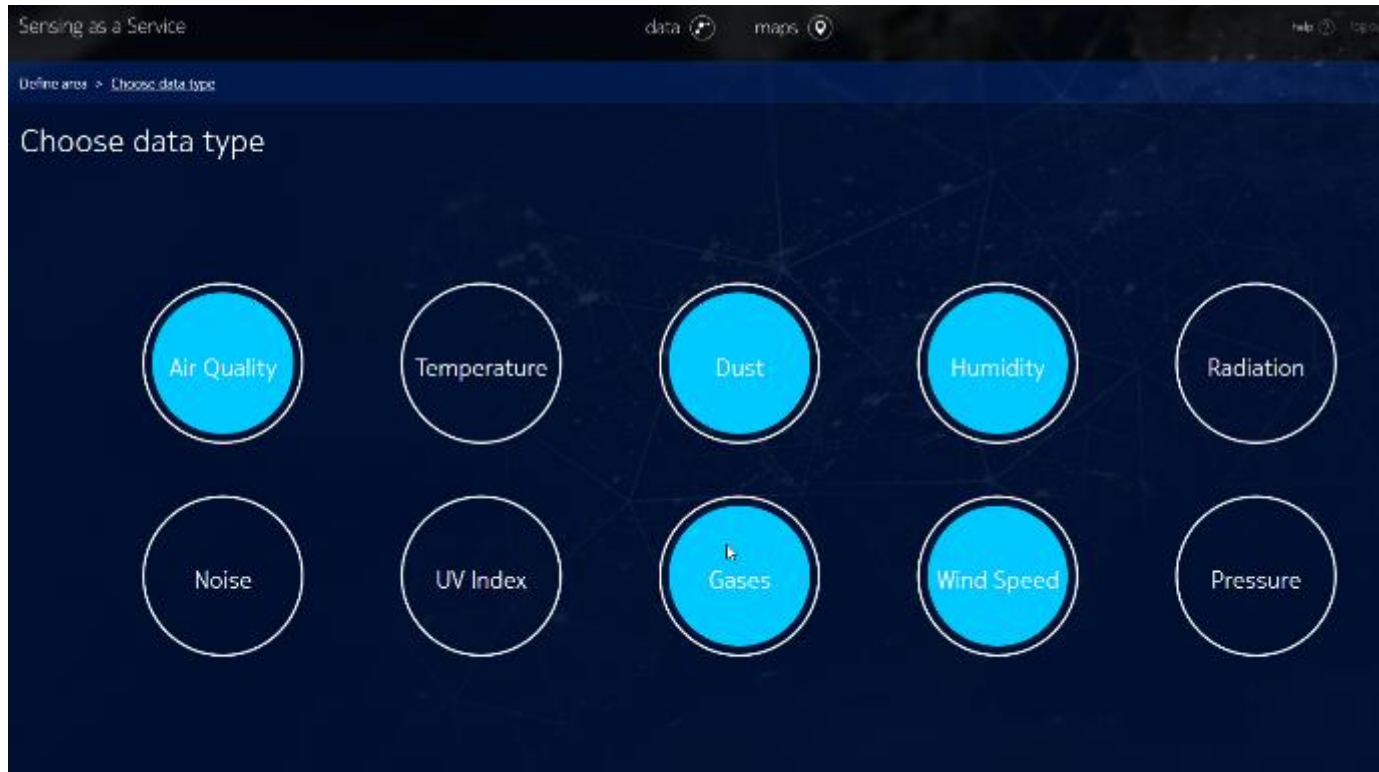 Sensing as a Service
data
maps
help
Define area > Choose data type
Choose data type
Air Quality
Temperature
Dust
Humidity
Radiation
Noise
UV Index
Gases
Wind Speed
Pressure